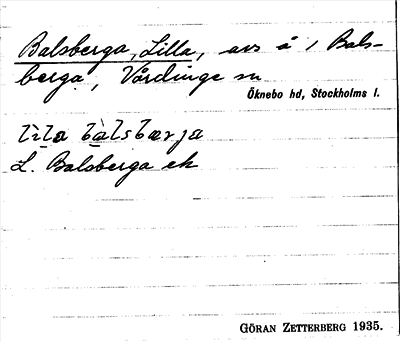 Balsberga, Lilla, avs å 1 Bals-
berga, Vårdinge sn
Öknebo hd, Stockholms l.
L. Balsberga ek
GÖRAN ZETTERBERG 1935.